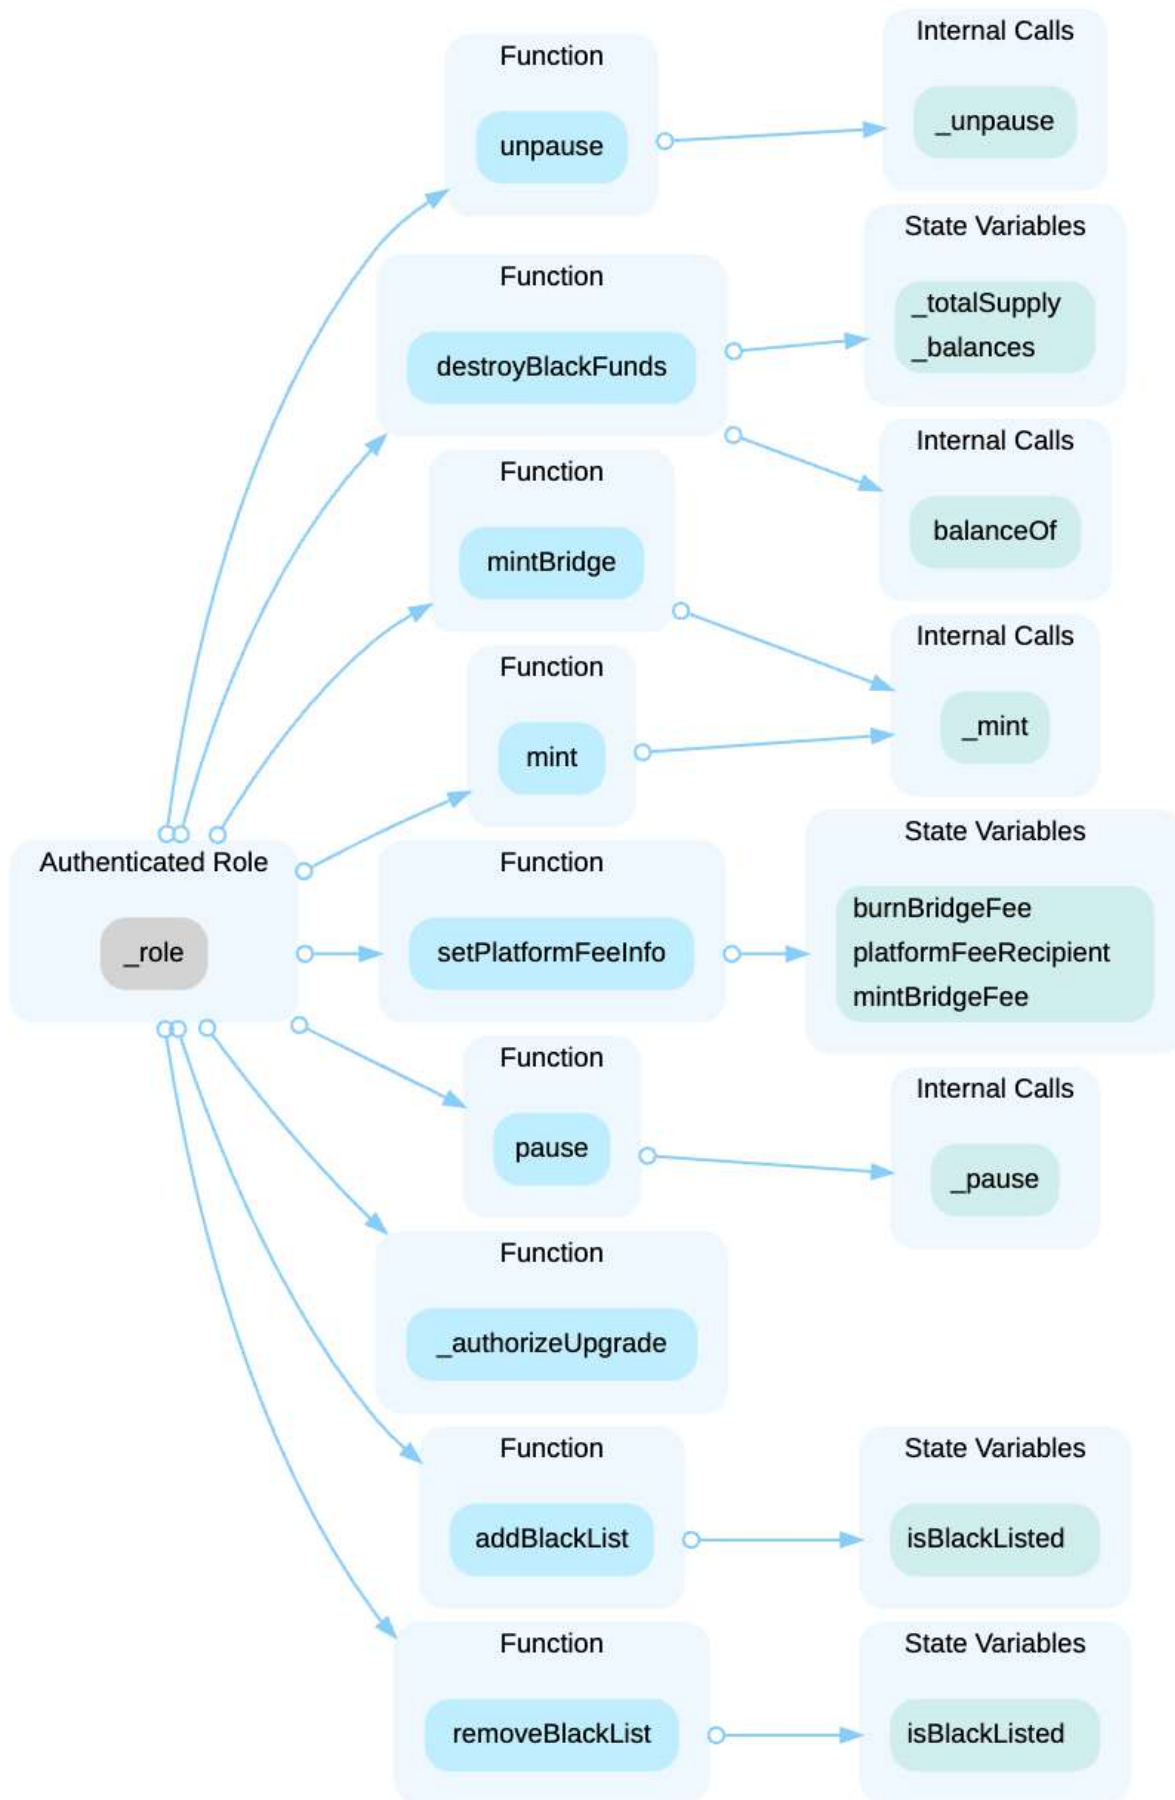 Authenticated Role
_role
Function
unpause
Internal Calls
_unpause
Function
destroyBlackFunds
State Variables
_totalSupply
_balances
Internal Calls
balanceOf
Function
mintBridge
Function
mint
Internal Calls
_mint
Function
setPlatformFeeInfo
State Variables
burnBridgeFee
platformFeeRecipient
mintBridgeFee
Function
pause
Internal Calls
_pause
Function
_authorizeUpgrade
Function
addBlackList
State Variables
isBlackListed
Function
removeBlackList
State Variables
isBlackListed